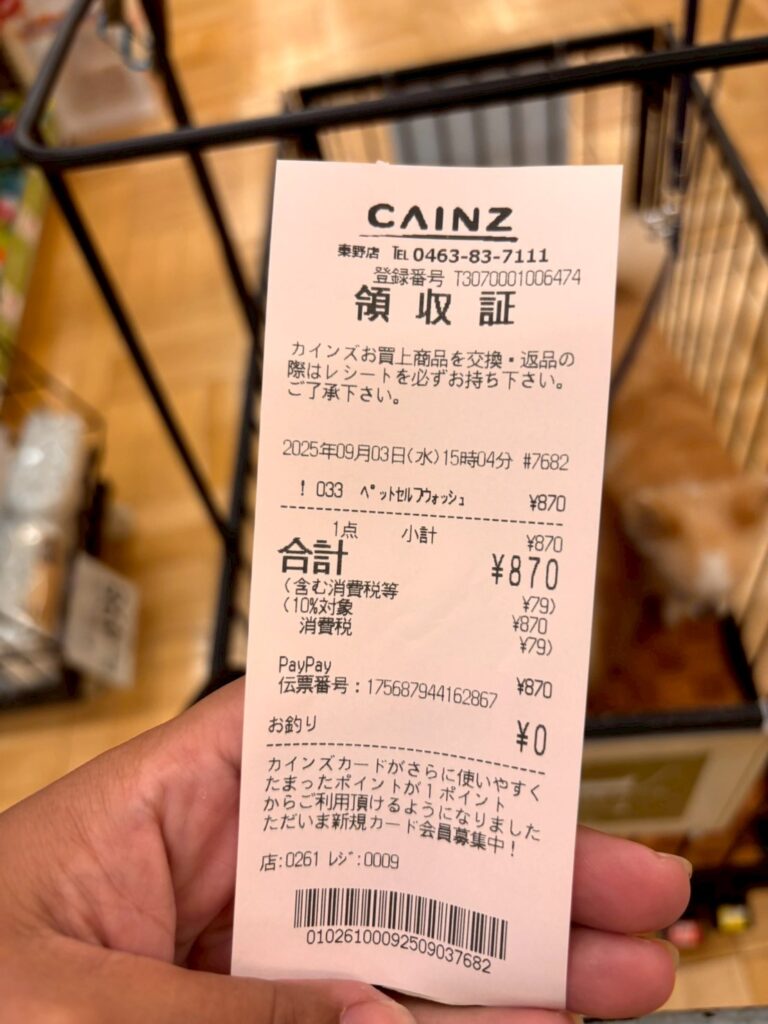 CAINZ
秦野店 TEL 0463-83-7111
登録番号 T3070001006474
領収証
カインズお買上商品を交換・返品の
際はレシートを必ずお持ち下さい。
ご了承下さい。
2025年09月03日(水)15時04分 #7682
! 033 ペットセルフウォッシュ ¥870
1点 小計 ¥870
合計 ¥870
(含む消費税等 ¥79)
(10%対象 ¥870
消費税 ¥79)
PayPay ¥870
伝票番号:175687944162867
お釣り ¥0
カインズカードがさらに使いやすく
たまったポイントが1ポイント
からご利用頂けるようになりました
ただいま新規カード会員募集中!
店:0261 レジ:0009
01026100092509037682